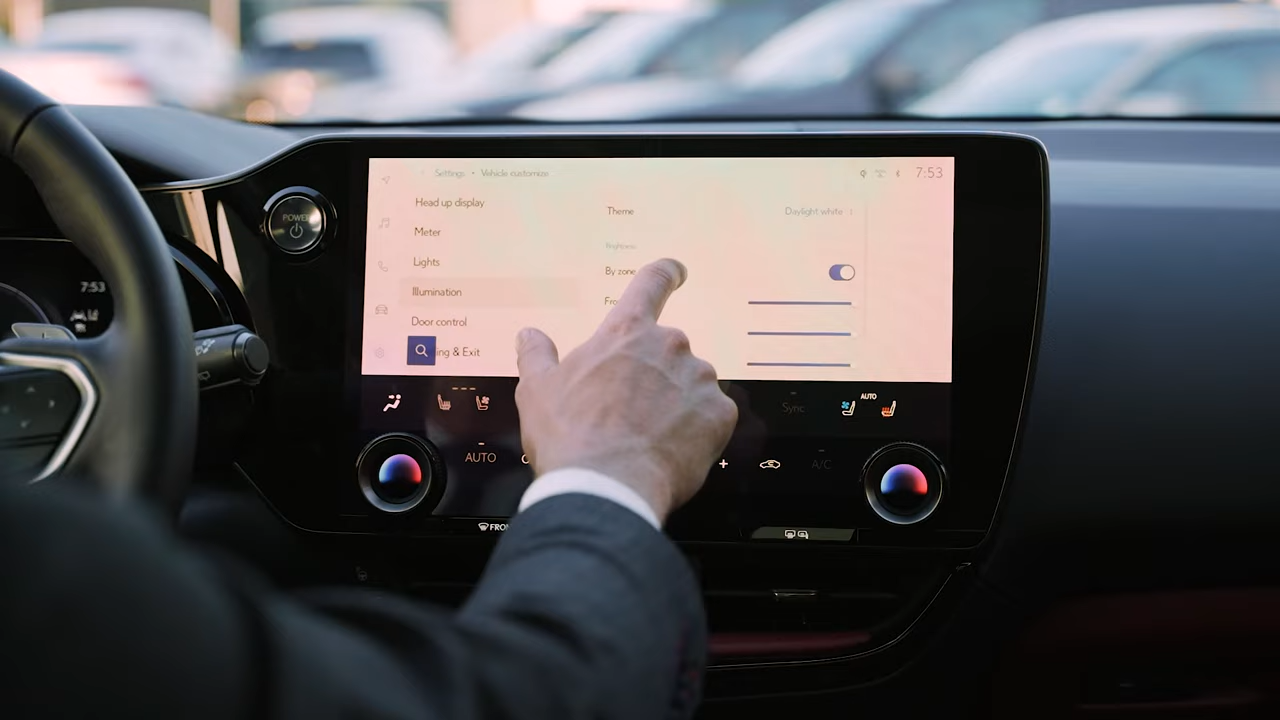 Settings • Vehicle customize
7:53
Head up display
Theme
Daylight white
Meter
Brightness
Lights
By zone
Illumination
Door control
ing & Exit
POWER
7:53
AUTO
Sync
AUTO
A/C